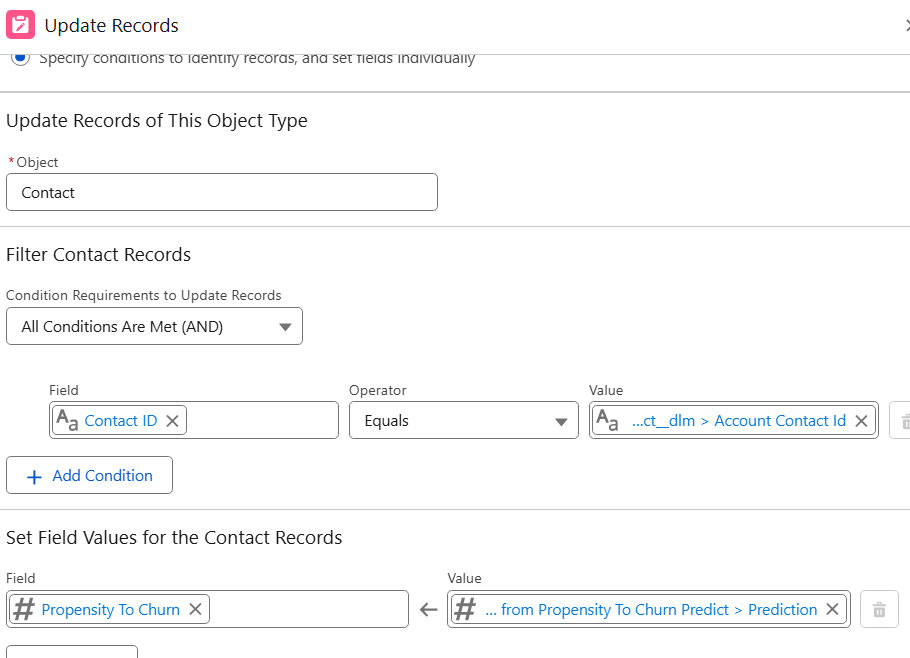 Update Records
Specify conditions to identify records, and set fields individually
Update Records of This Object Type
*Object
Contact
Filter Contact Records
Condition Requirements to Update Records
All Conditions Are Met (AND)
Field Operator Value
Aa Contact ID Equals Aa ...ct__dlm > Account Contact Id
+ Add Condition
Set Field Values for the Contact Records
Field Value
# Propensity To Churn ← # ... from Propensity To Churn Predict > Prediction